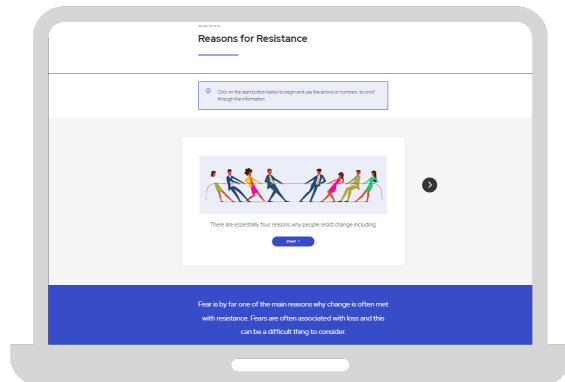 Reasons for Resistance
Click on the start button below to begin and use the arrows or numbers to scroll
through the information
There are essentially four reasons why people resist change including
START
Fear is by far one of the main reasons why change is often met
with resistance. Fears are often associated with loss and this
can be a difficult thing to consider.